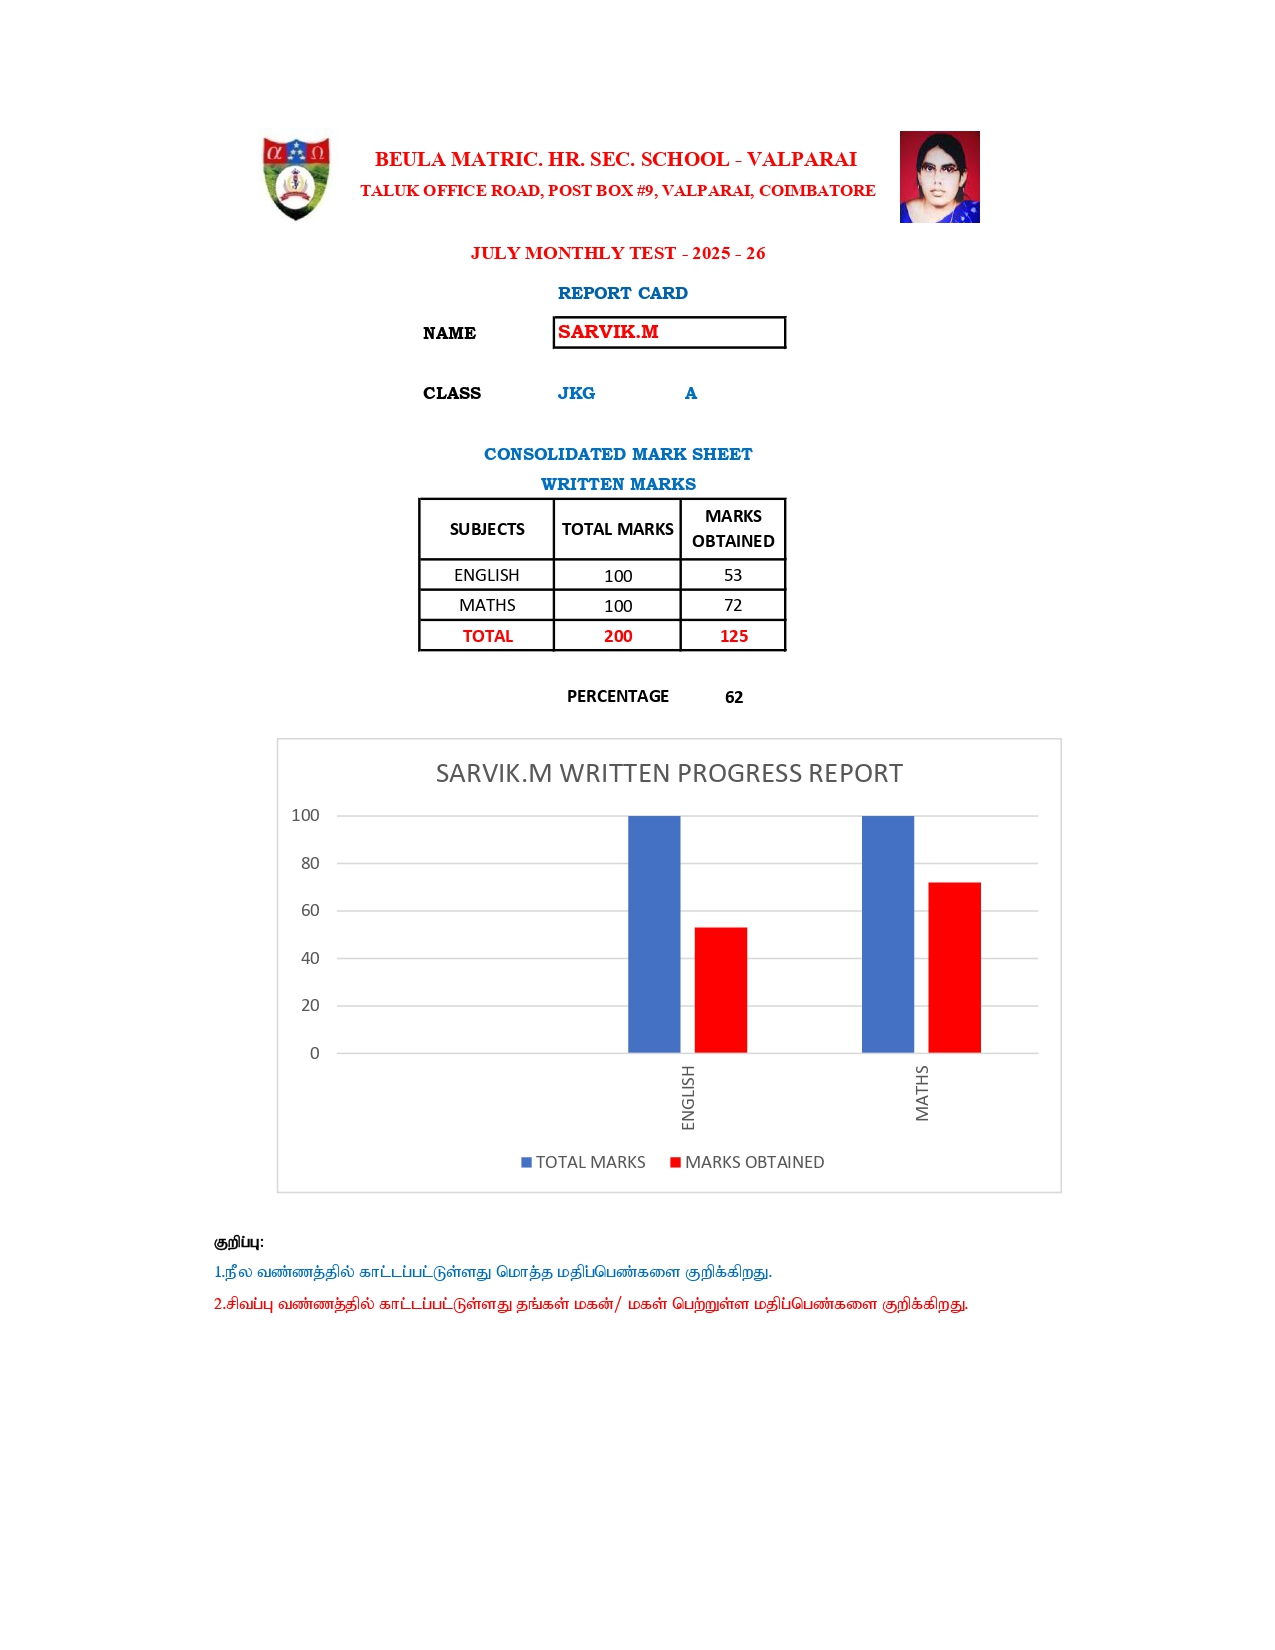 α Ω
BEULA MATRIC. HR. SEC. SCHOOL - VALPARAI
TALUK OFFICE ROAD, POST BOX #9, VALPARAI, COIMBATORE
JULY MONTHLY TEST - 2025 - 26
REPORT CARD
NAME SARVIK.M
CLASS JKG A
CONSOLIDATED MARK SHEET
WRITTEN MARKS
SUBJECTS TOTAL MARKS MARKS OBTAINED
ENGLISH 100 53
MATHS 100 72
TOTAL 200 125
PERCENTAGE 62
SARVIK.M WRITTEN PROGRESS REPORT
100
80
60
40
20
0
ENGLISH MATHS
TOTAL MARKS MARKS OBTAINED
குறிப்பு:
1.நீல வண்ணத்தில் காட்டப்பட்டுள்ளது மொத்த மதிப்பெண்களை குறிக்கிறது.
2.சிவப்பு வண்ணத்தில் காட்டப்பட்டுள்ளது தங்கள் மகன்/ மகள் பெற்றுள்ள மதிப்பெண்களை குறிக்கிறது.